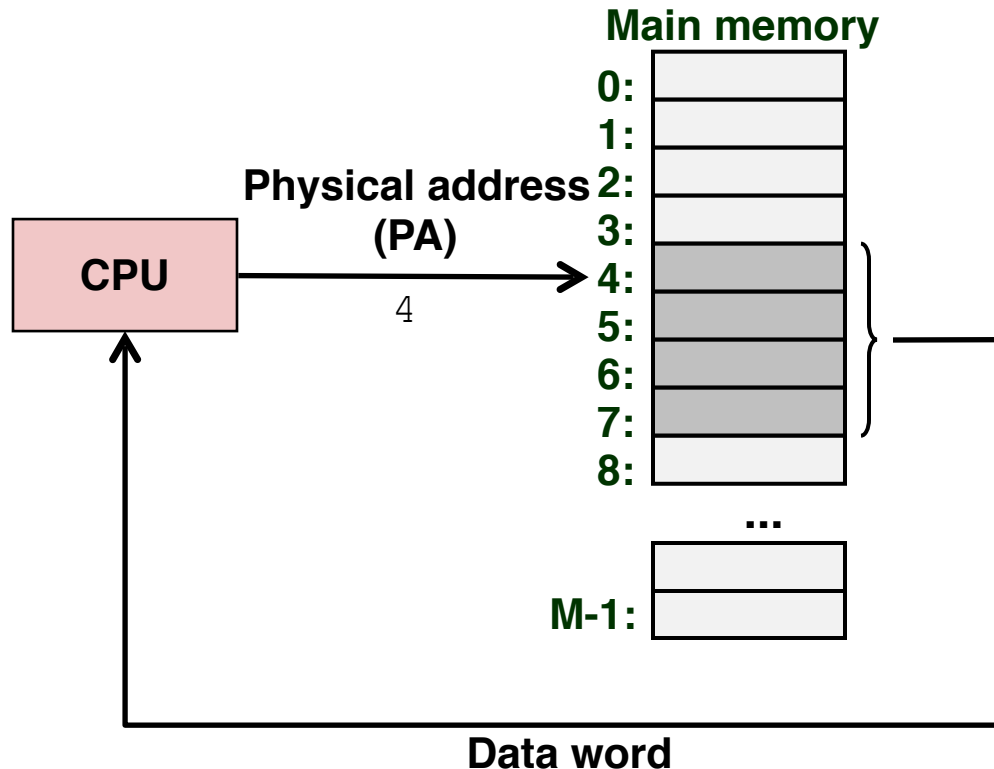 Main memory
0:
1:
Physical address
(PA)
2:
3:
CPU
4
4:
5:
6:
7:
8:
...
M-1:
Data word